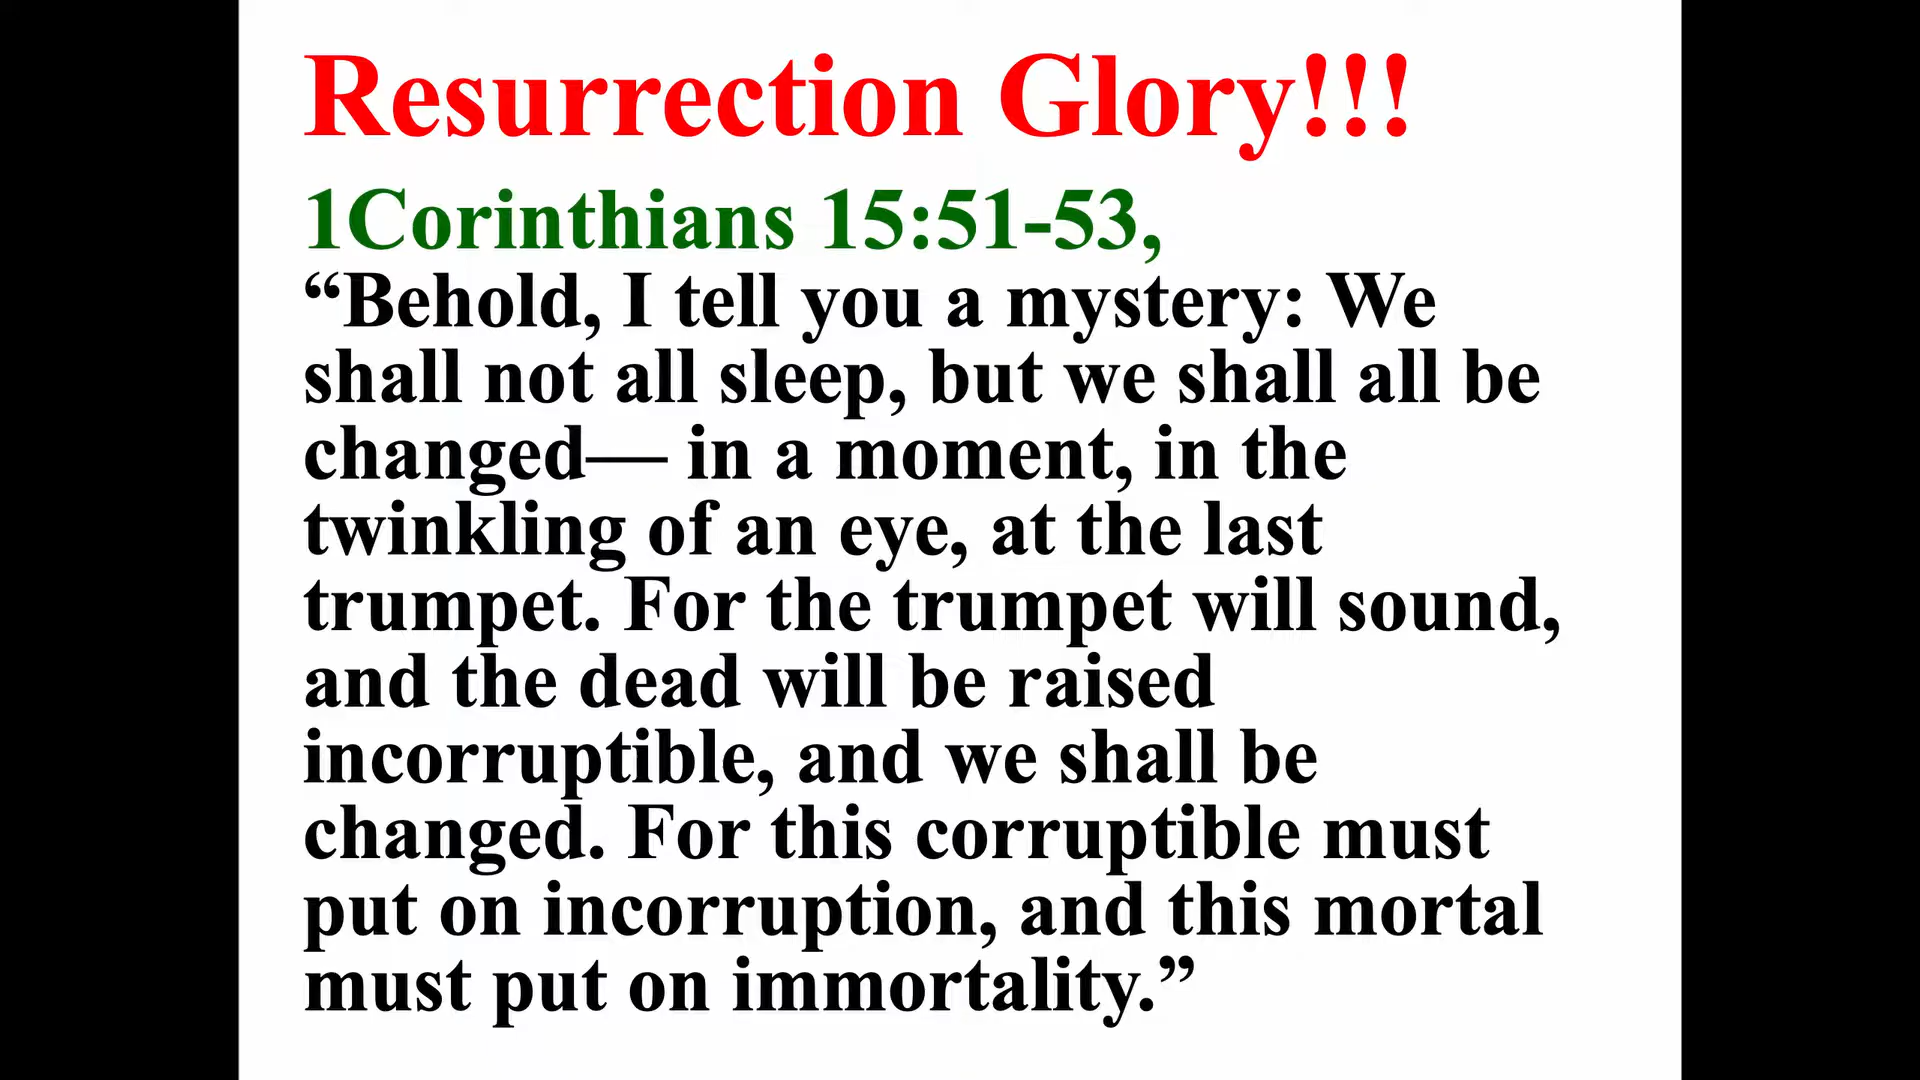 Resurrection Glory!!!
1Corinthians 15:51-53,
“Behold, I tell you a mystery: We
shall not all sleep, but we shall all be
changed— in a moment, in the
twinkling of an eye, at the last
trumpet. For the trumpet will sound,
and the dead will be raised
incorruptible, and we shall be
changed. For this corruptible must
put on incorruption, and this mortal
must put on immortality.”